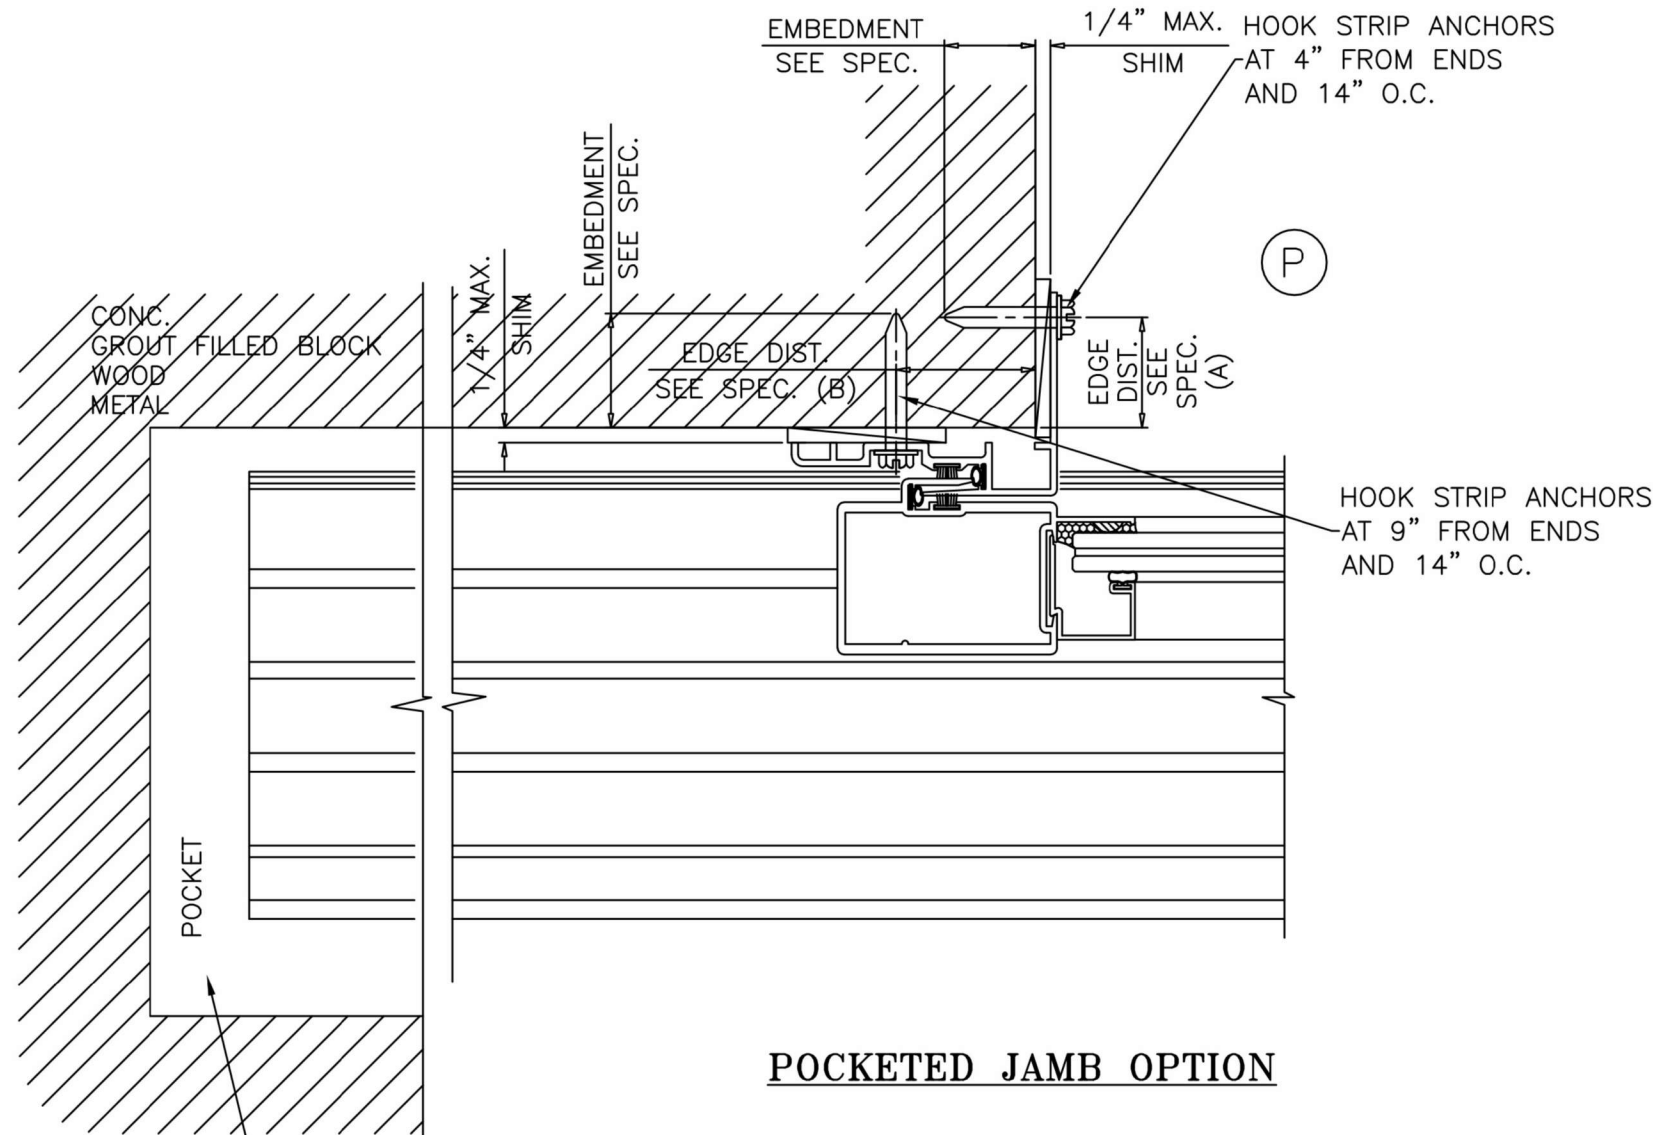 EMBEDMENT
SEE SPEC.
1/4" MAX.
SHIM
HOOK STRIP ANCHORS
AT 4" FROM ENDS
AND 14" O.C.
EMBEDMENT
SEE SPEC.
1/4" MAX.
SHIM
P
CONC.
GROUT FILLED BLOCK
WOOD
METAL
EDGE DIST.
SEE SPEC. (B)
EDGE
DIST.
SEE
SPEC.
(A)
HOOK STRIP ANCHORS
AT 9" FROM ENDS
AND 14" O.C.
POCKET
POCKETED JAMB OPTION